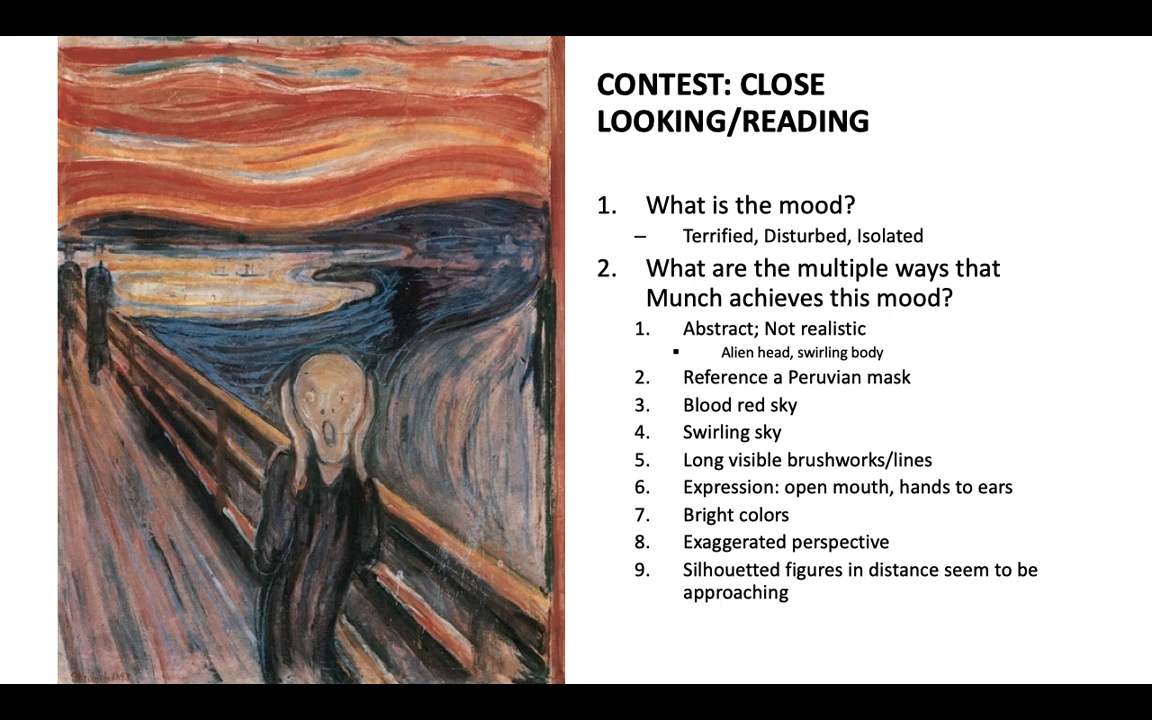 CONTEST: CLOSE
LOOKING/READING
1. What is the mood?
– Terrified, Disturbed, Isolated
2. What are the multiple ways that
Munch achieves this mood?
1. Abstract; Not realistic
▪ Alien head, swirling body
2. Reference a Peruvian mask
3. Blood red sky
4. Swirling sky
5. Long visible brushworks/lines
6. Expression: open mouth, hands to ears
7. Bright colors
8. Exaggerated perspective
9. Silhouetted figures in distance seem to be
approaching